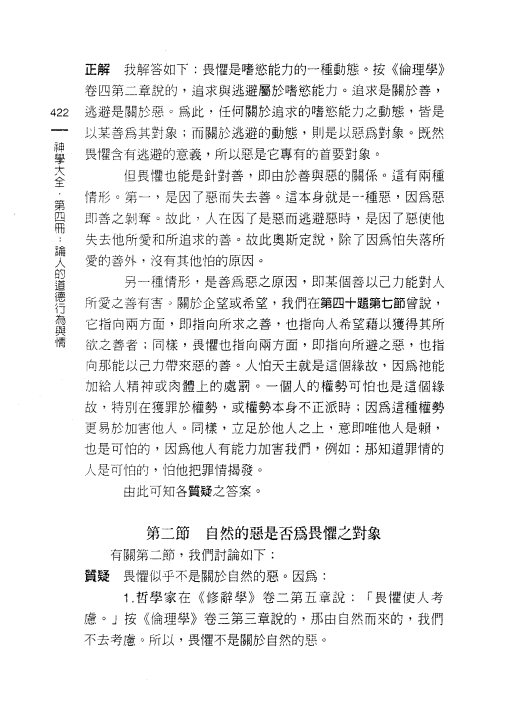 422
神學大全．第四冊：論人的道德行為與情
正解　我解答如下：畏懼是嗜慾能力的一種動態。按《倫理學》
卷四第二章說的，追求與逃避屬於嗜慾能力。追求是關於善，
逃避是關於惡。爲此，任何關於追求的嗜慾能力之動態，皆是
以某善爲其對象；而關於逃避的動態，則是以惡爲對象。既然
畏懼含有逃避的意義，所以惡是它專有的首要對象。
但畏懼也能是針對善，即由於善與惡的關係。這有兩種
情形。第一，是因了惡而失去善。這本身就是一種惡，因爲惡
即善之剝奪。故此，人在因了是惡而逃避惡時，是因了惡使他
失去他所愛和所追求的善。故此奧斯定說，除了因爲怕失落所
愛的善外，沒有其他怕的原因。
另一種情形，是善爲惡之原因，即某個善以己力能對人
所愛之善有害。關於企望或希望，我們在第四十題第七節曾說，
它指向兩方面，即指向所求之善，也指向人希望藉以獲得其所
欲之善者；同樣，畏懼也指向兩方面，即指向所避之惡，也指
向那能以己力帶來惡的善。人怕天主就是這個緣故，因爲祂能
加給人精神或肉體上的處罰。一個人的權勢可怕也是這個緣
故，特別在獲罪於權勢，或權勢本身不正派時；因爲這種權勢
更易於加害他人。同樣，立足於他人之上，意即唯他人是賴，
也是可怕的，因爲他人有能力加害我們，例如：那知道罪情的
人是可怕的，怕他把罪情揭發。
由此可知各質疑之答案。
第二節　自然的惡是否爲畏懼之對象
有關第二節，我們討論如下：
質疑　畏懼似乎不是關於自然的惡。因爲：
1.哲學家在《修辭學》卷二第五章說：「畏懼使人考
慮。」按《倫理學》卷三第三章說的，那由自然而來的，我們
不去考慮。所以，畏懼不是關於自然的惡。